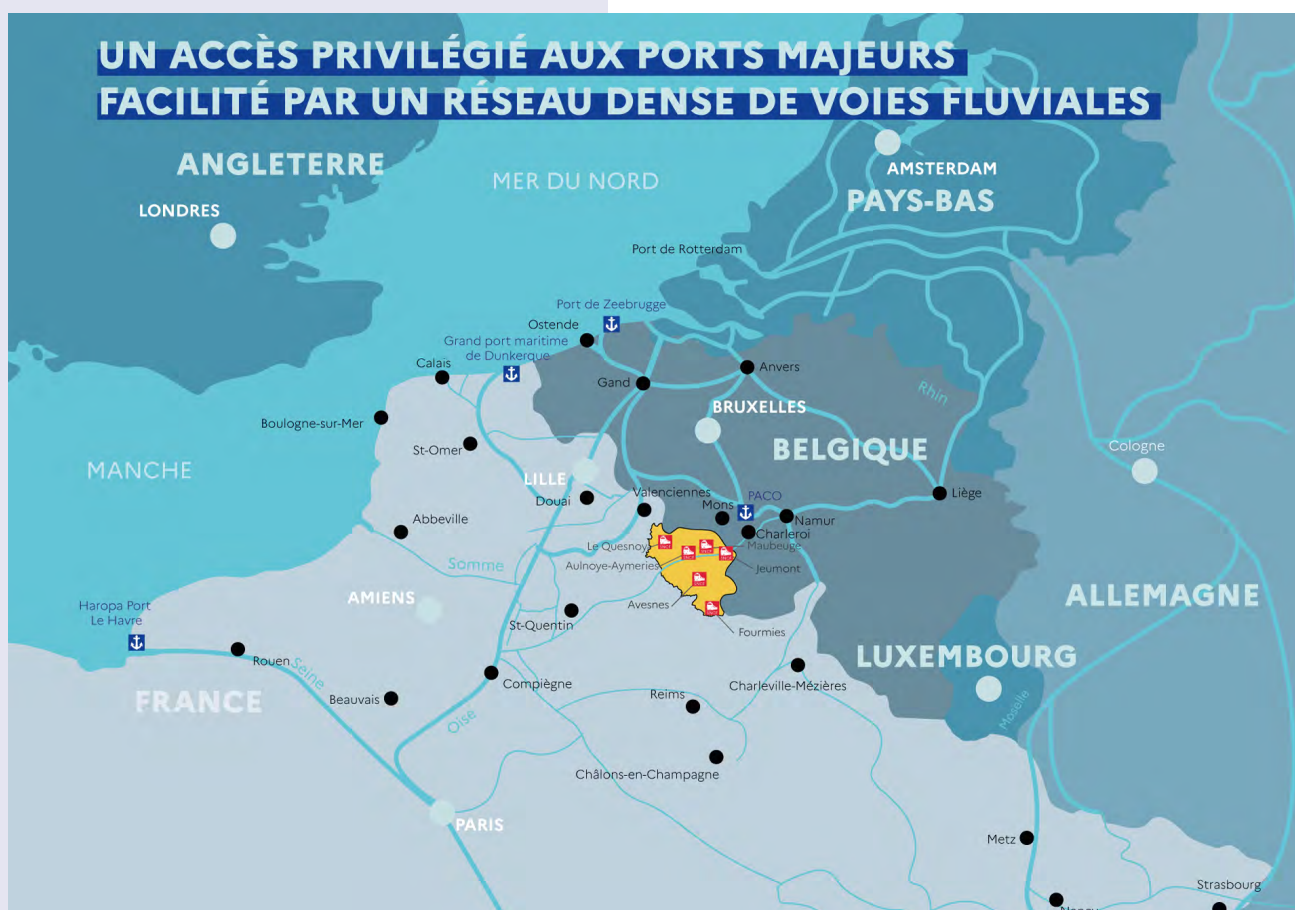 UN ACCÈS PRIVILÉGIÉ AUX PORTS MAJEURS
FACILITÉ PAR UN RÉSEAU DENSE DE VOIES FLUVIALES
ANGLETERRE
LONDRES
MER DU NORD
AMSTERDAM
PAYS-BAS
Port de Rotterdam
Port de Zeebrugge
Ostende
Grand port maritime
de Dunkerque
Calais
Gand
Anvers
Rhin
BRUXELLES
Boulogne-sur-Mer
St-Omer
BELGIQUE
Cologne
MANCHE
LILLE
Douai
Valenciennes
Mons
PACO
Liège
Abbeville
Namur
Charleroi
Le Quesnoy
Maubeuge
Somme
Aulnoye-Aymeries
Jeumont
AMIENS
Avesnes
ALLEMAGNE
Haropa Port
Le Havre
St-Quentin
Fourmies
Rouen
Seine
LUXEMBOURG
Compiègne
Charleville-Mézières
FRANCE
Beauvais
Reims
Moselle
Oise
Châlons-en-Champagne
PARIS
Metz
Strasbourg